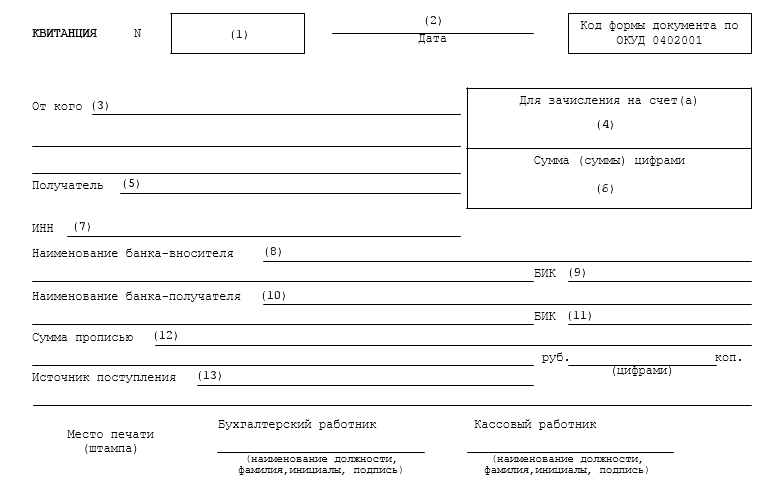 КВИТАНЦИЯ N (1) (2) Код формы документа по
Дата ОКУД 0402001
От кого (3) Для зачисления на счет(а)
(4)
Сумма (суммы) цифрами
Получатель (5) (6)
ИНН (7)
Наименование банка-вносителя (8)
БИК (9)
Наименование банка-получателя (10)
БИК (11)
Сумма прописью (12)
руб. коп.
(цифрами)
Источник поступления (13)
Бухгалтерский работник Кассовый работник
Место печати
(штампа)
(наименование должности, (наименование должности,
фамилия,инициалы, подпись) фамилия,инициалы, подпись)